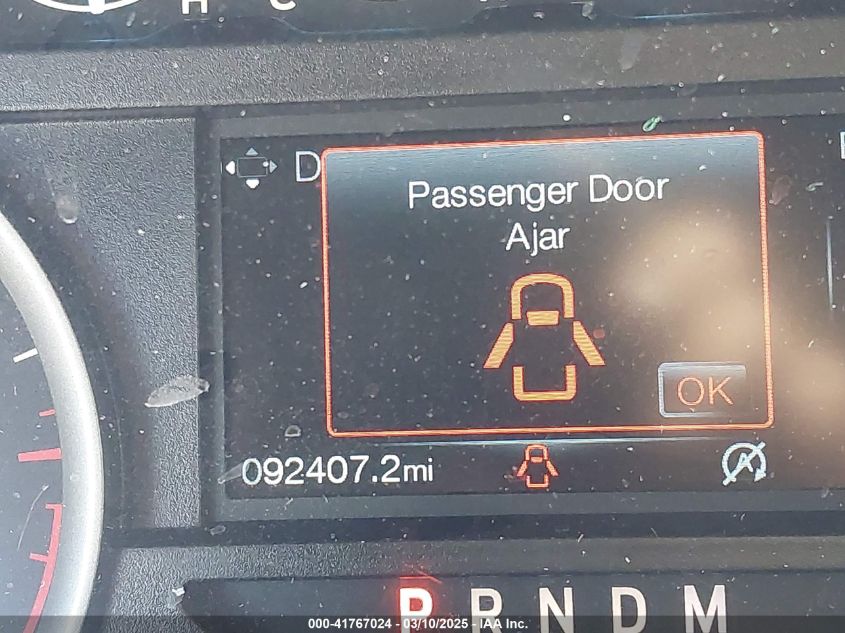 H C
D
Passenger Door
Ajar
OK
092407.2mi
A
P R N D M
000-41767024 - 03/10/2025 - IAA Inc.